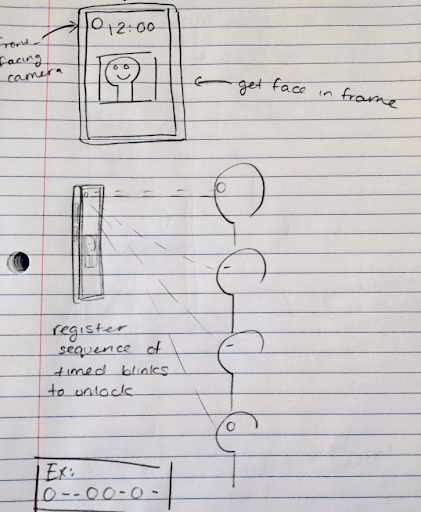 O 12:00
front-
facing
camera
get face in frame
register
sequence of
timed blinks
to unlock
Ex:
O--OO-O-